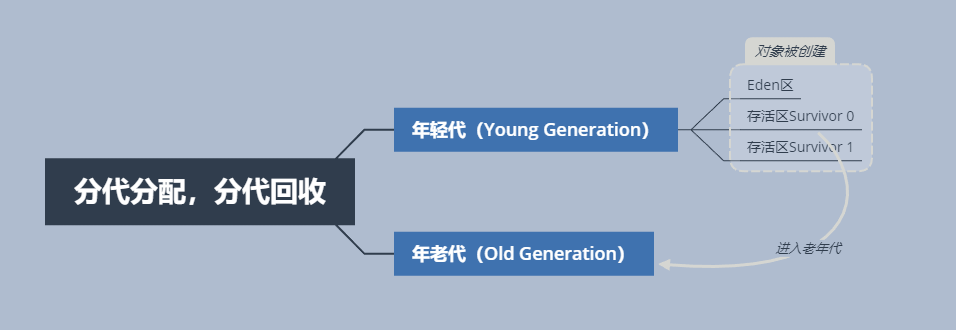 对象被创建
Eden区
年轻代（Young Generation）
存活区Survivor 0
存活区Survivor 1
分代分配，分代回收
年老代（Old Generation）
进入老年代